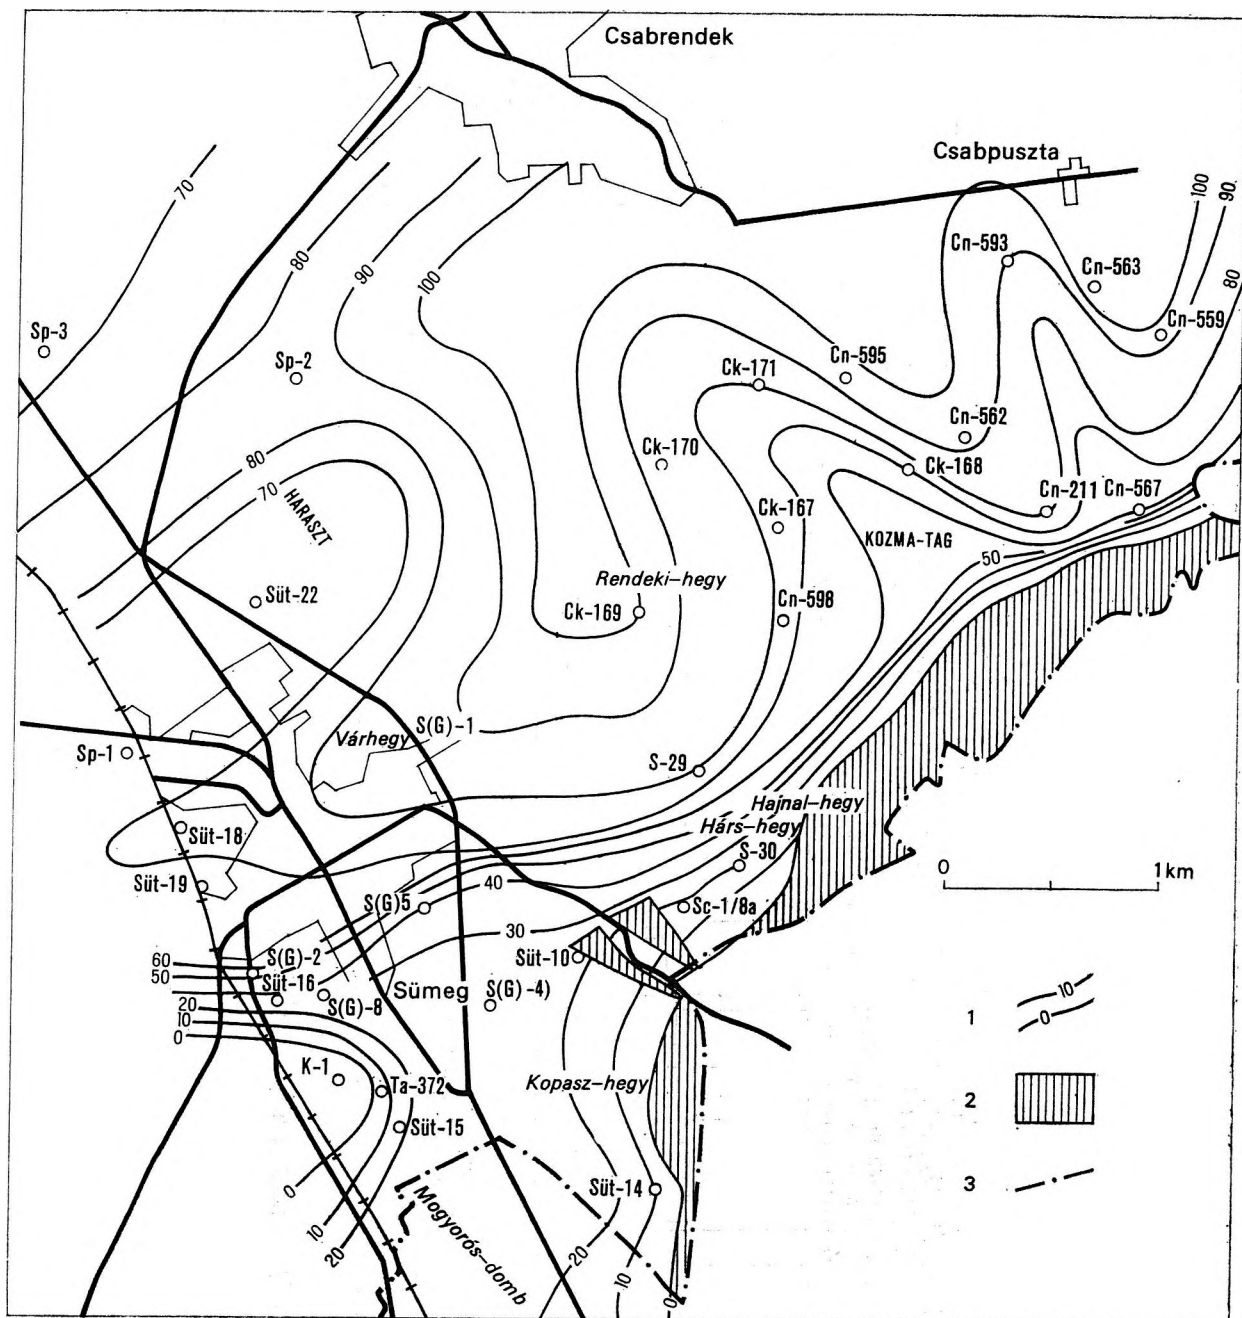 Csabrendek
Csabpuszta
70
80
90
100
100
90
80
Cn-593
Cn-563
Cn-559
Sp-3
Sp-2
Cn-595
Ck-171
Cn-562
Ck-170
Ck-168
Cn-211
Cn-567
80
70
HARASZT
Ck-167
KOZMA-TAG
50
Rendeki-hegy
Süt-22
Ck-169
Cn-598
Várhegy
S(G)-1
Sp-1
S-29
Hajnal-hegy
Hárs-hegy
Süt-18
S-30
Süt-19
40
S(G)5
Sc-1/8a
30
0
1 km
60
50
S(G)-2
Süt-10
Süt-16
S(G)-8
Sümeg
S(G)-4)
20
10
0
K-1
Ta-372
Kopasz-hegy
Süt-15
Süt-14
0
10
20
Mogyorós-domb
20
10
0
1
10
0
2
3